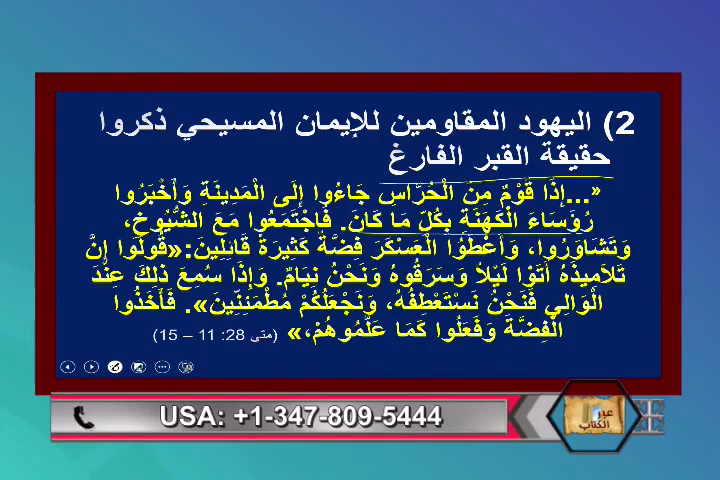 2) اليهود المقاومين للإيمان المسيحي ذكروا
حقيقة القبر الفارغ
«...إِذَا قَوْمٌ مِنَ الْحُرَّاسِ جَاءُوا إِلَى الْمَدِينَةِ وَأَخْبَرُوا
رُؤَسَاءَ الْكَهَنَةِ بِكُلِّ مَا كَانَ. فَاجْتَمَعُوا مَعَ الشُّيُوخِ،
وَتَشَاوَرُوا، وَأَعْطَوُا الْعَسْكَرَ فِضَّةً كَثِيرَةً قَائِلِينَ:«قُولُوا إِنَّ
تَلاَمِيذَهُ أَتَوْا لَيْلاً وَسَرَقُوهُ وَنَحْنُ نِيَامٌ. وَإِذَا سُمِعَ ذلِكَ عِنْدَ
الْوَالِي فَنَحْنُ نَسْتَعْطِفُهُ، وَنَجْعَلُكُمْ مُطْمَئِنِّينَ». فَأَخَذُوا
الْفِضَّةَ وَفَعَلُوا كَمَا عَلَّمُوهُمْ،» (متى 28: 11 – 15)
USA: +1-347-809-5444
عبر
الكتاب